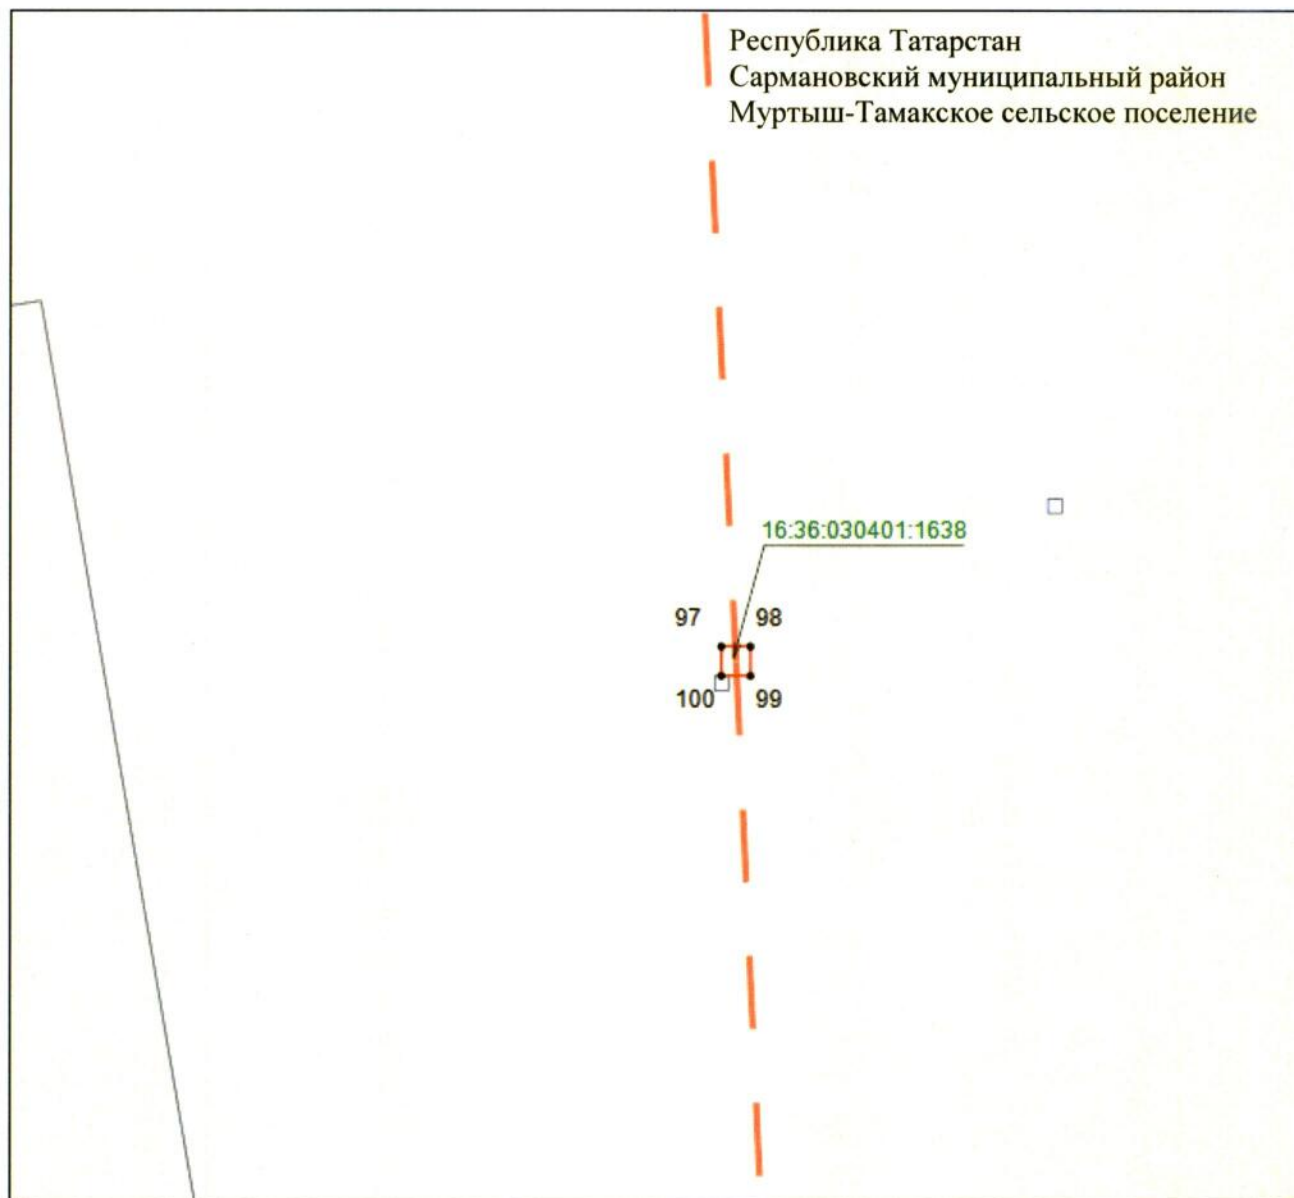 Республика Татарстан
Сармановский муниципальный район
Муртыш-Тамакское сельское поселение
16:36:030401:1638
97 98
100 99